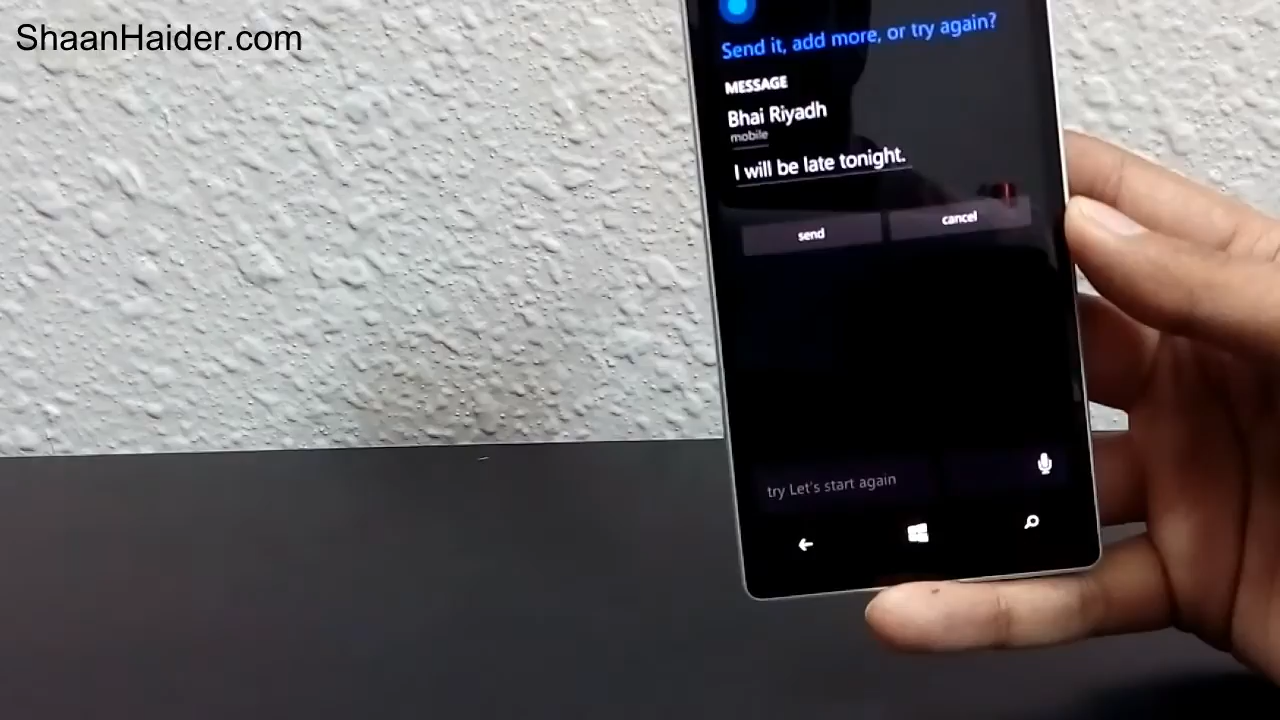 ShaanHaider.com
Send it, add more, or try again?
MESSAGE
Bhai Riyadh
mobile
I will be late tonight.
send
cancel
try Let's start again